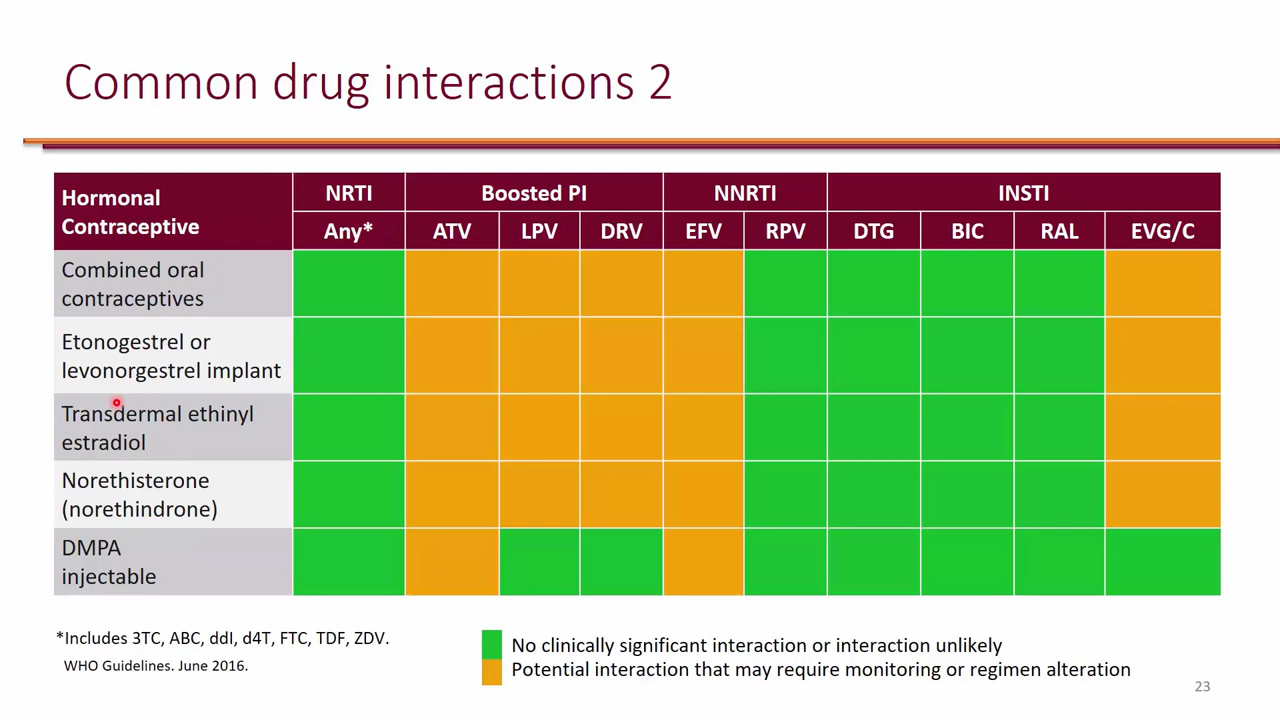 Common drug interactions 2
Hormonal
Contraceptive
NRTI
Boosted PI
NNRTI
INSTI
Any*
ATV
LPV
DRV
EFV
RPV
DTG
BIC
RAL
EVG/C
Combined oral
contraceptives
Etonogestrel or
levonorgestrel implant
Transdermal ethinyl
estradiol
Norethisterone
(norethindrone)
DMPA
injectable
*Includes 3TC, ABC, ddI, d4T, FTC, TDF, ZDV.
WHO Guidelines. June 2016.
No clinically significant interaction or interaction unlikely
Potential interaction that may require monitoring or regimen alteration
23